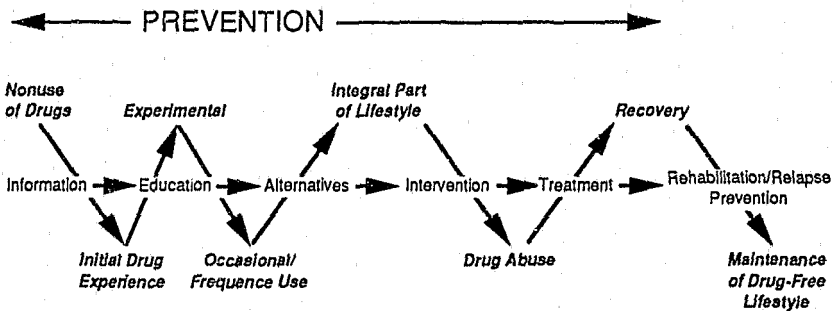 PREVENTION
Nonuse
of Drugs
Experimental
Integral Part
of Lifestyle
Recovery
Information
Education
Alternatives
Intervention
Treatment
Rehabilitation/Relapse
Prevention
Initial Drug
Experience
Occasional/
Frequence Use
Drug Abuse
Maintenance
of Drug-Free
Lifestyle